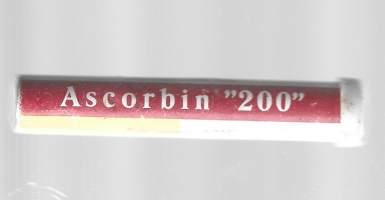 Ascorbin ”200”